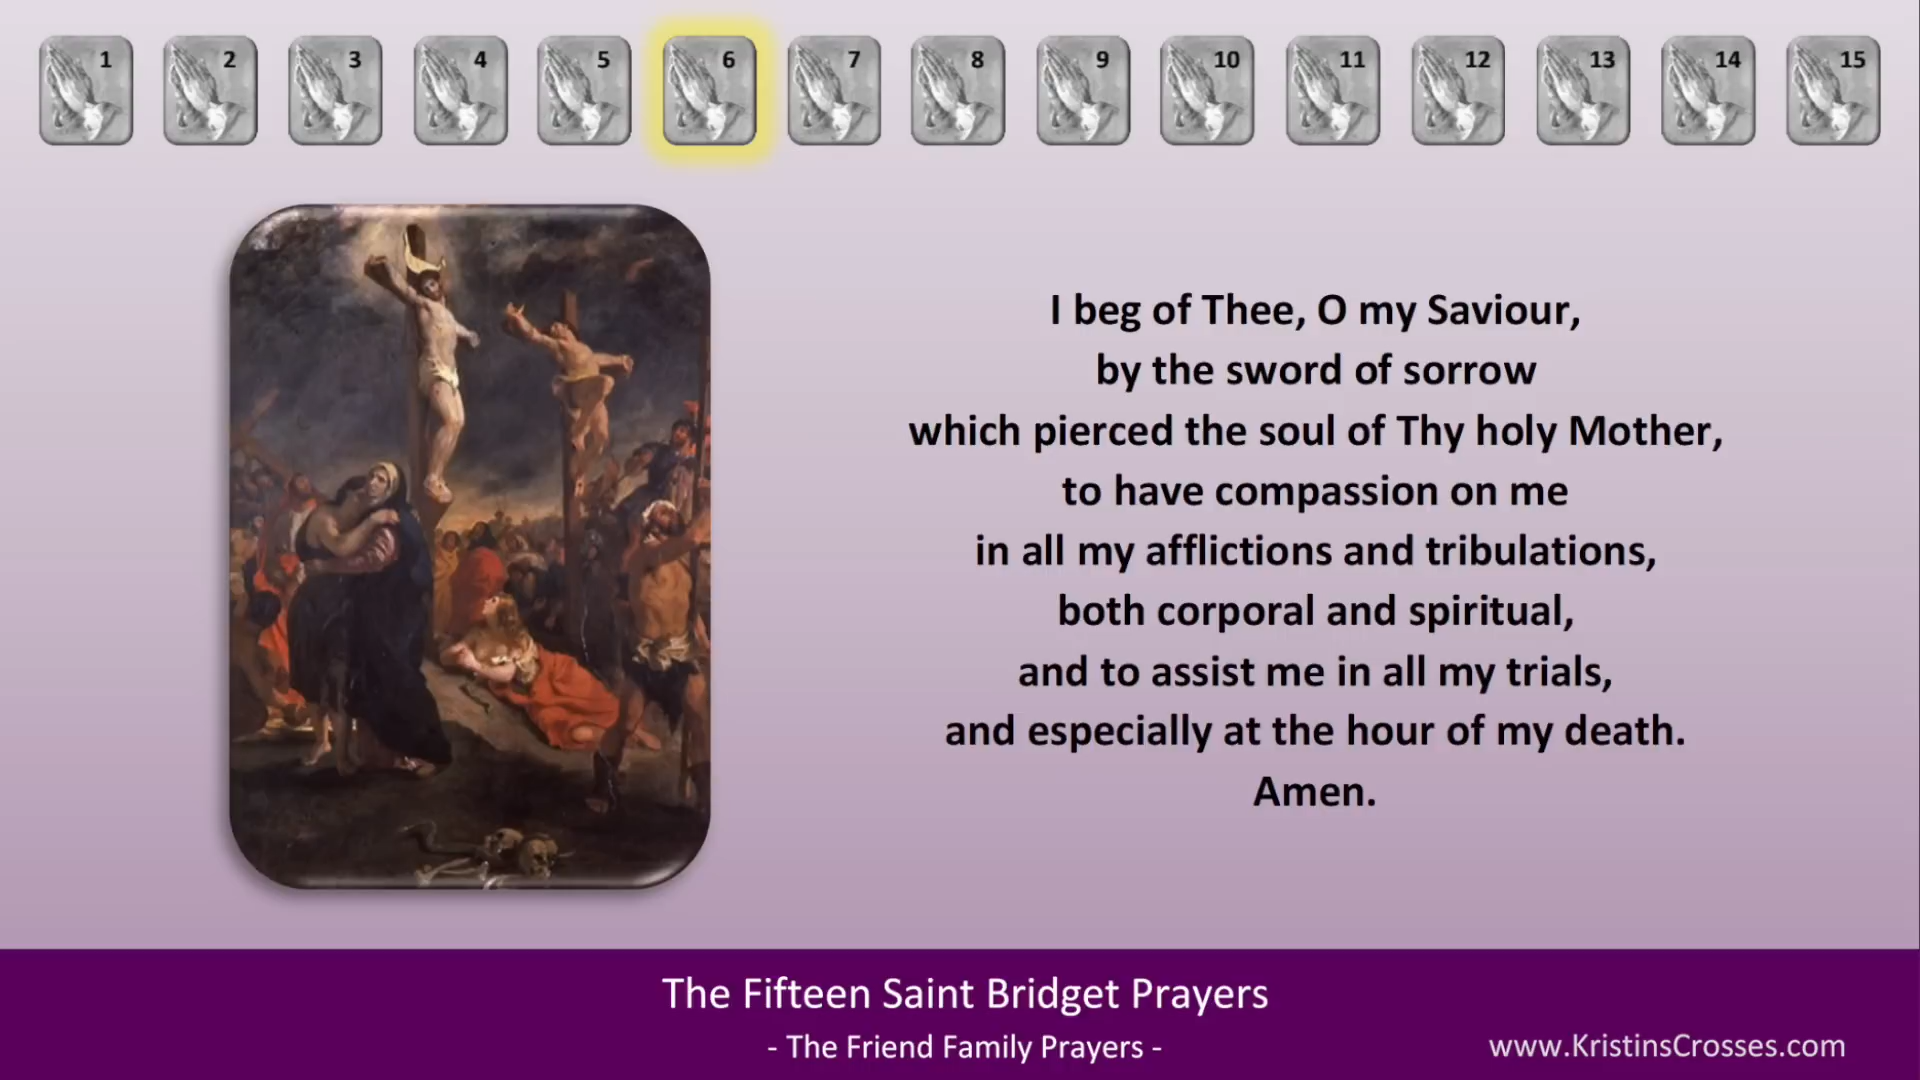 1 2 3 4 5 6 7 8 9 10 11 12 13 14 15
I beg of Thee, O my Saviour,
by the sword of sorrow
which pierced the soul of Thy holy Mother,
to have compassion on me
in all my afflictions and tribulations,
both corporal and spiritual,
and to assist me in all my trials,
and especially at the hour of my death.
Amen.
The Fifteen Saint Bridget Prayers
- The Friend Family Prayers -
www.KristinsCrosses.com